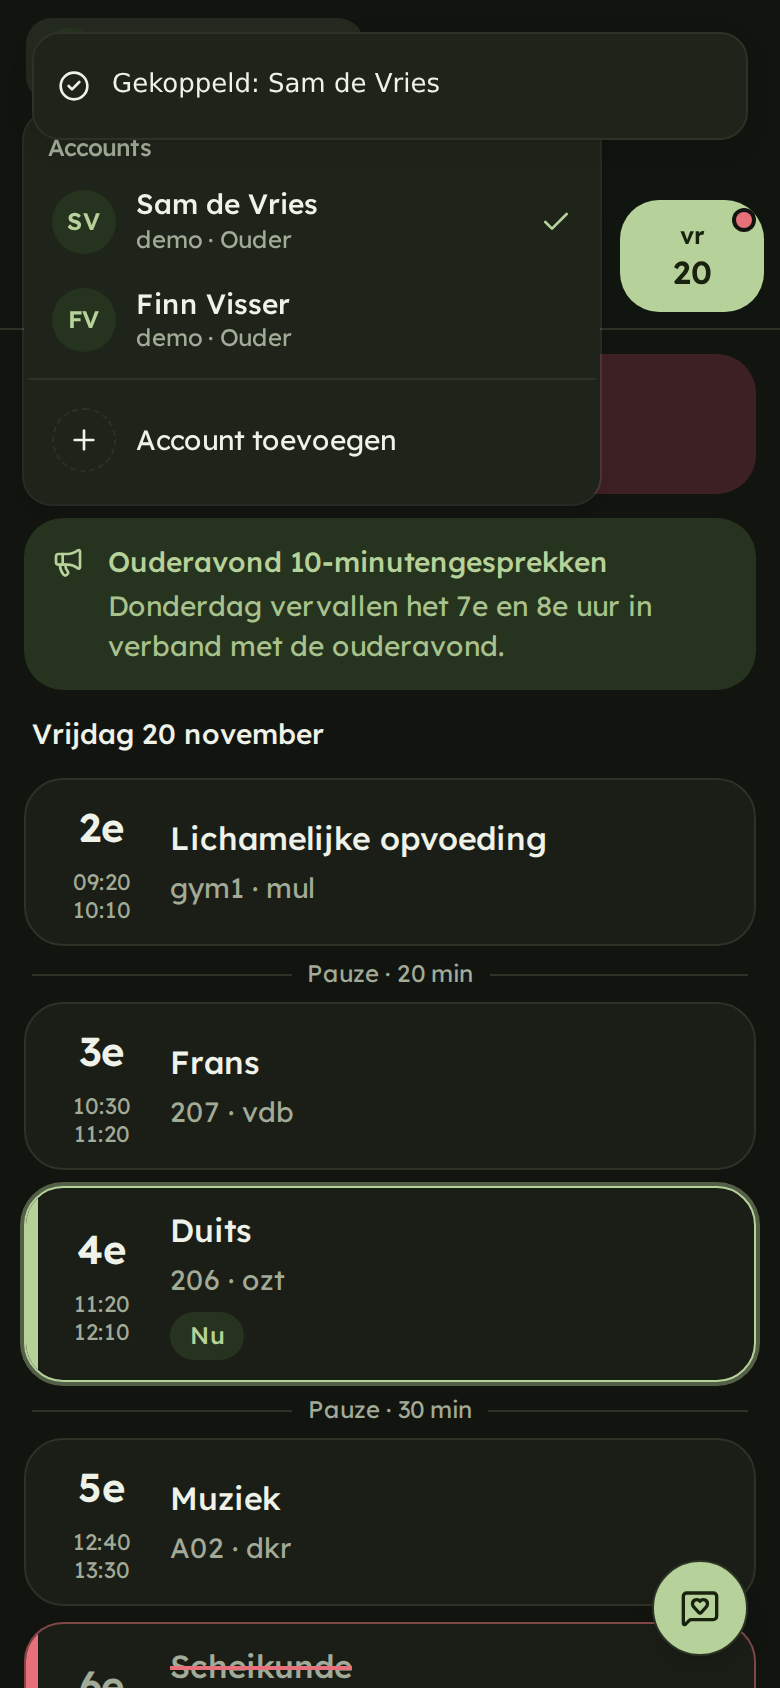 Gekoppeld: Sam de Vries
Accounts
SV
Sam de Vries
demo · Ouder
FV
Finn Visser
demo · Ouder
Account toevoegen
vr
20
Ouderavond 10-minutengesprekken
Donderdag vervallen het 7e en 8e uur in
verband met de ouderavond.
Vrijdag 20 november
2e
09:20
10:10
Lichamelijke opvoeding
gym1 · mul
Pauze · 20 min
3e
10:30
11:20
Frans
207 · vdb
4e
11:20
12:10
Duits
206 · ozt
Nu
Pauze · 30 min
5e
12:40
13:30
Muziek
A02 · dkr
6e
Scheikunde